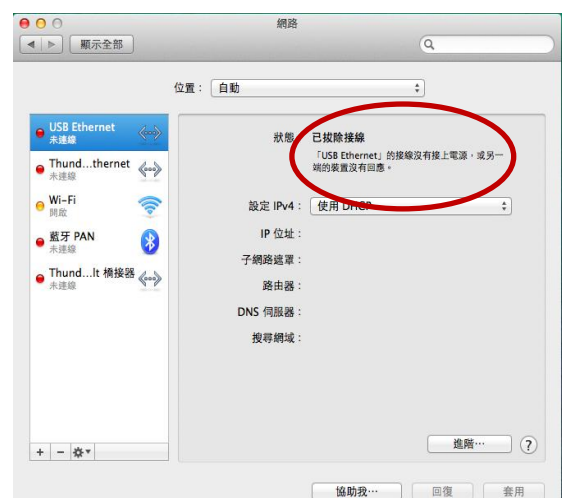 網路
顯示全部
位置： 自動
USB Ethernet
未連線
Thund...thernet
未連線
Wi-Fi
開啟
藍牙 PAN
未連線
Thund...lt 橋接器
未連線
狀態： 已拔除接線
「USB Ethernet」的接線沒有接上電源，或另一
端的裝置沒有回應。
設定 IPv4： 使用 DHCP
IP 位址：
子網路遮罩：
路由器：
DNS 伺服器：
搜尋網域：
進階⋯
?
協助我⋯
回復
套用